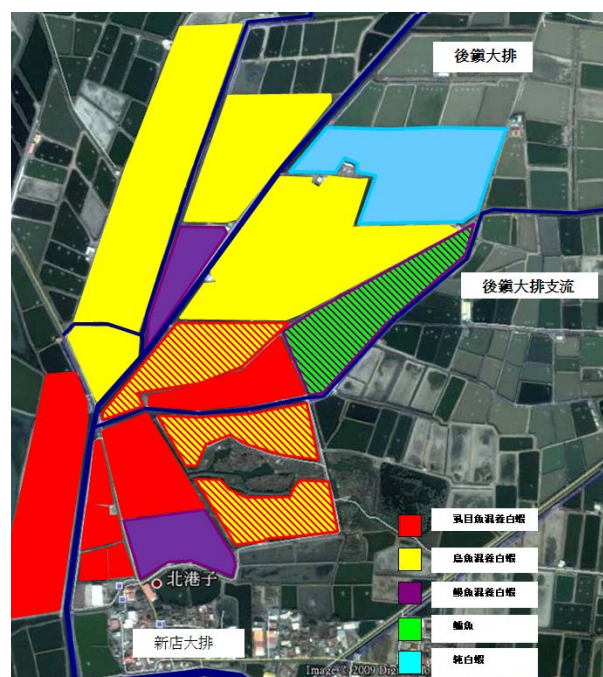 後鎮大排
後鎮大排支流
虱目魚混養白蝦
烏魚混養白蝦
鰻魚混養白蝦
鱸魚
純白蝦
北港子
新店大排
Image © 2009 Digi